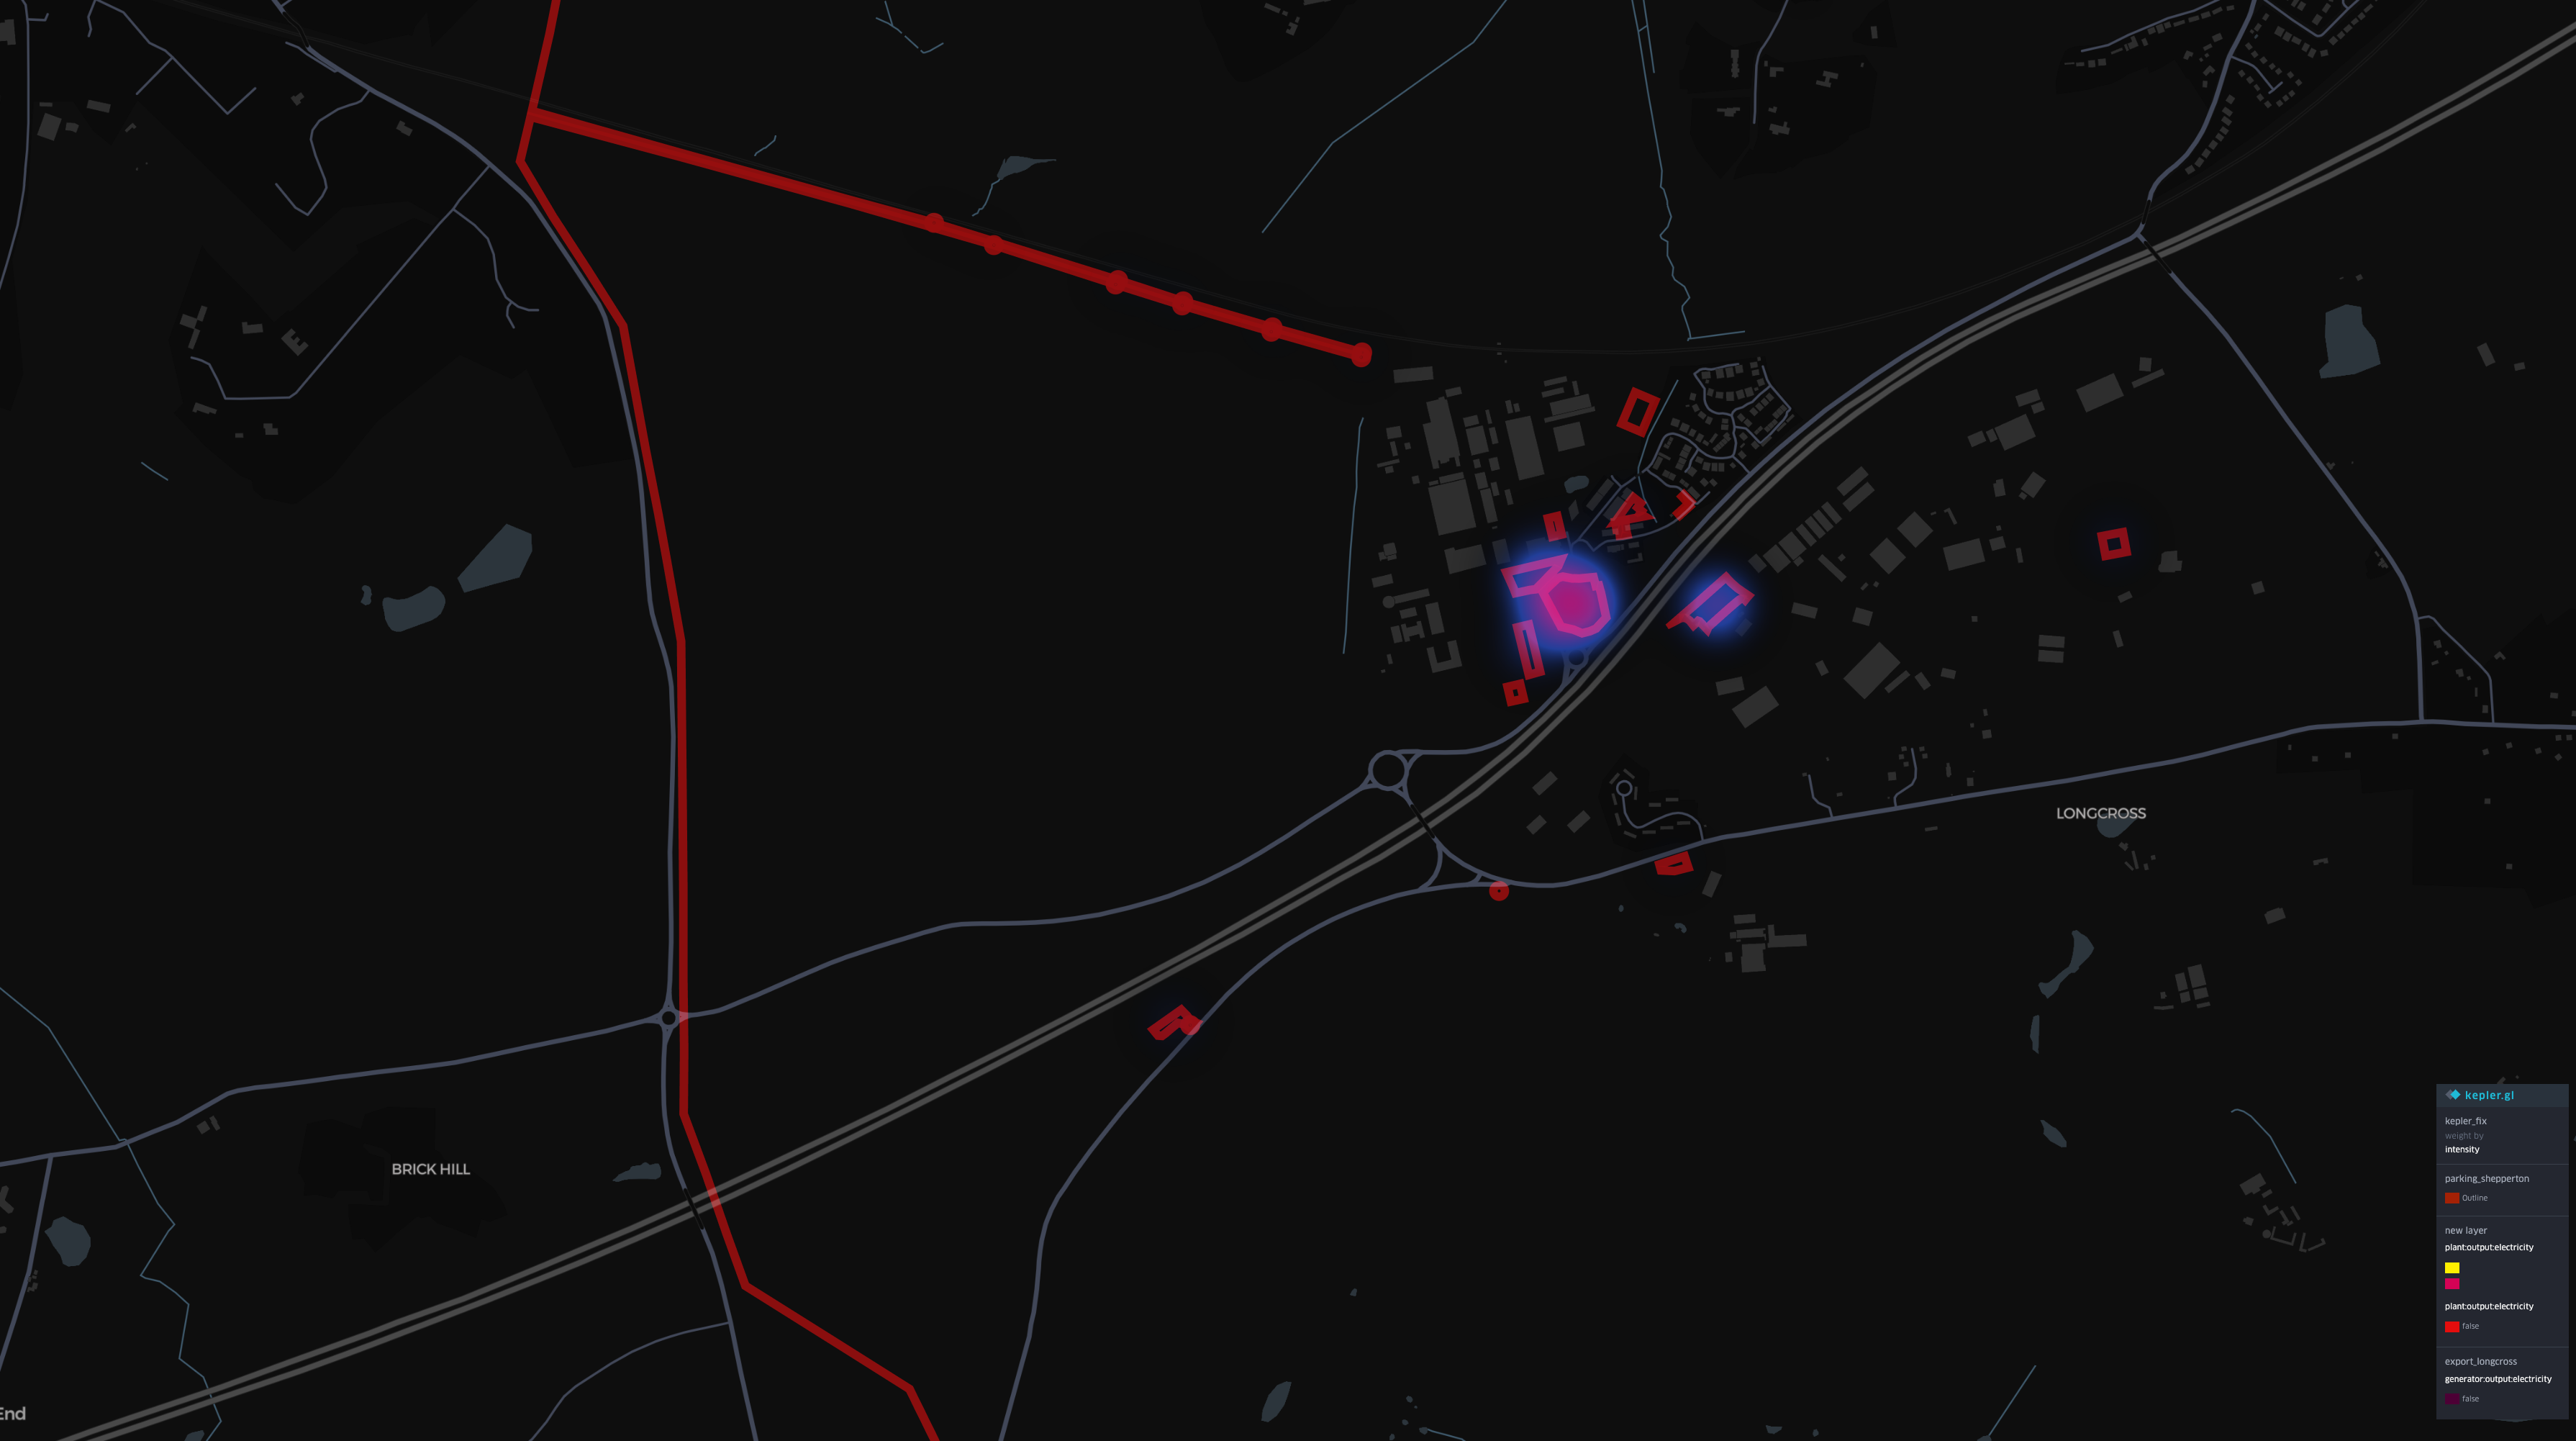 LONGCROSS
BRICK HILL
End
kepler.gl
kepler_fix
weight by
intensity
parking_shepperton
Outline
new layer
plant:output:electricity
plant:output:electricity
false
export_longcross
generator:output:electricity
false